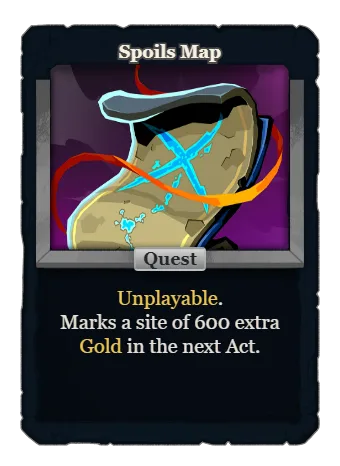 Spoils Map
Quest
Unplayable.
Marks a site of 600 extra
Gold in the next Act.